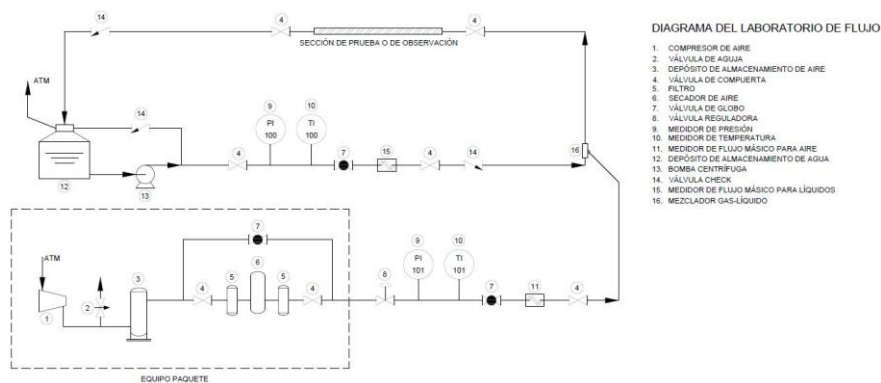 DIAGRAMA DEL LABORATORIO DE FLUJO
1. COMPRESOR DE AIRE
2. VÁLVULA DE AGUJA
3. DEPÓSITO DE ALMACENAMIENTO DE AIRE
4. VÁLVULA DE COMPUERTA
5. FILTRO
6. SECADOR DE AIRE
7. VÁLVULA DE GLOBO
8. VÁLVULA REGULADORA
9. MEDIDOR DE PRESIÓN
10. MEDIDOR DE TEMPERATURA
11. MEDIDOR DE FLUJO MÁSICO PARA AIRE
12. DEPÓSITO DE ALMACENAMIENTO DE AGUA
13. BOMBA CENTRÍFUGA
14. VÁLVULA CHECK
15. MEDIDOR DE FLUJO MÁSICO PARA LÍQUIDOS
16. MEZCLADOR GAS-LÍQUIDO
14 4 4
SECCIÓN DE PRUEBA O DE OBSERVACIÓN
ATM
14 9 10
PI TI
100 100
4 7 15 4 14 16
12 13
7
ATM
3 6 9 10
PI TI
101 101
2 4 5 5 4 8 7 11 4
1
EQUIPO PAQUETE